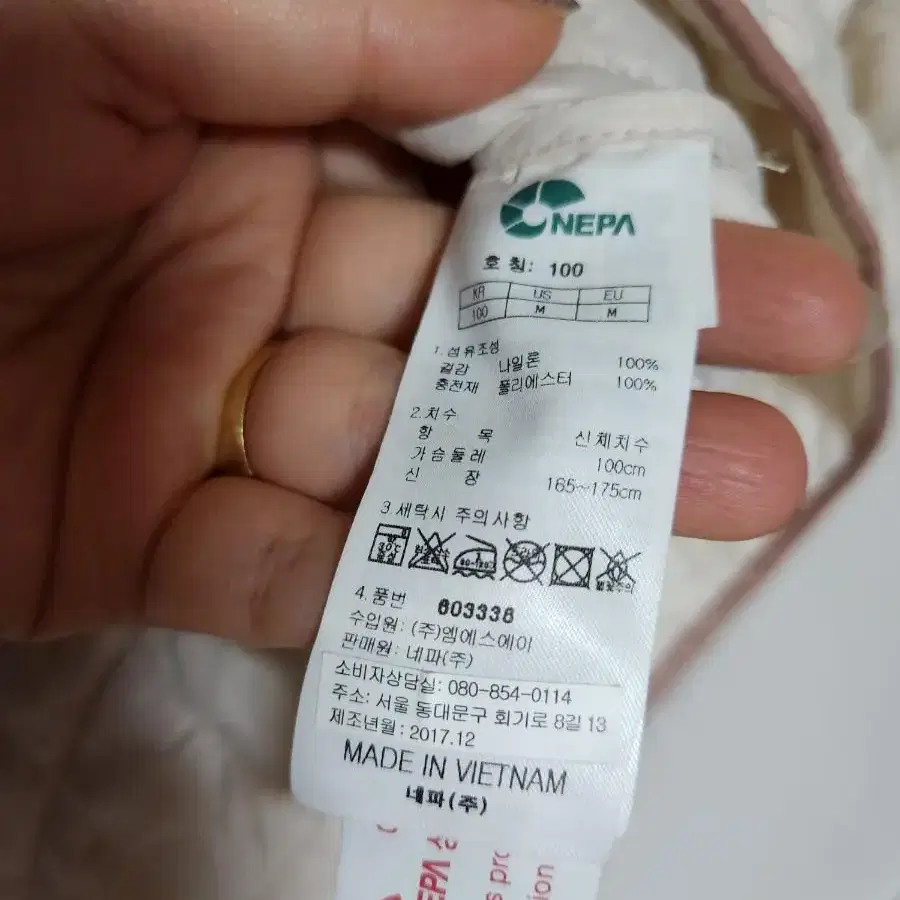 NEPA
호 칭: 100
KR US EU
100 M M
1.섬유조성
겉감 나일론 100%
충전재 폴리에스터 100%
2.치수
항 목 신체치수
가슴둘레 100cm
신 장 165~175cm
3.세탁시 주의사항
30℃
80~120℃
4.품번 603336
수입원: (주)엠에스에이
판매원: 네파(주)
소비자상담실: 080-854-0114
주소: 서울 동대문구 회기로 8길 13
제조년월: 2017.12
MADE IN VIETNAM
네파(주)